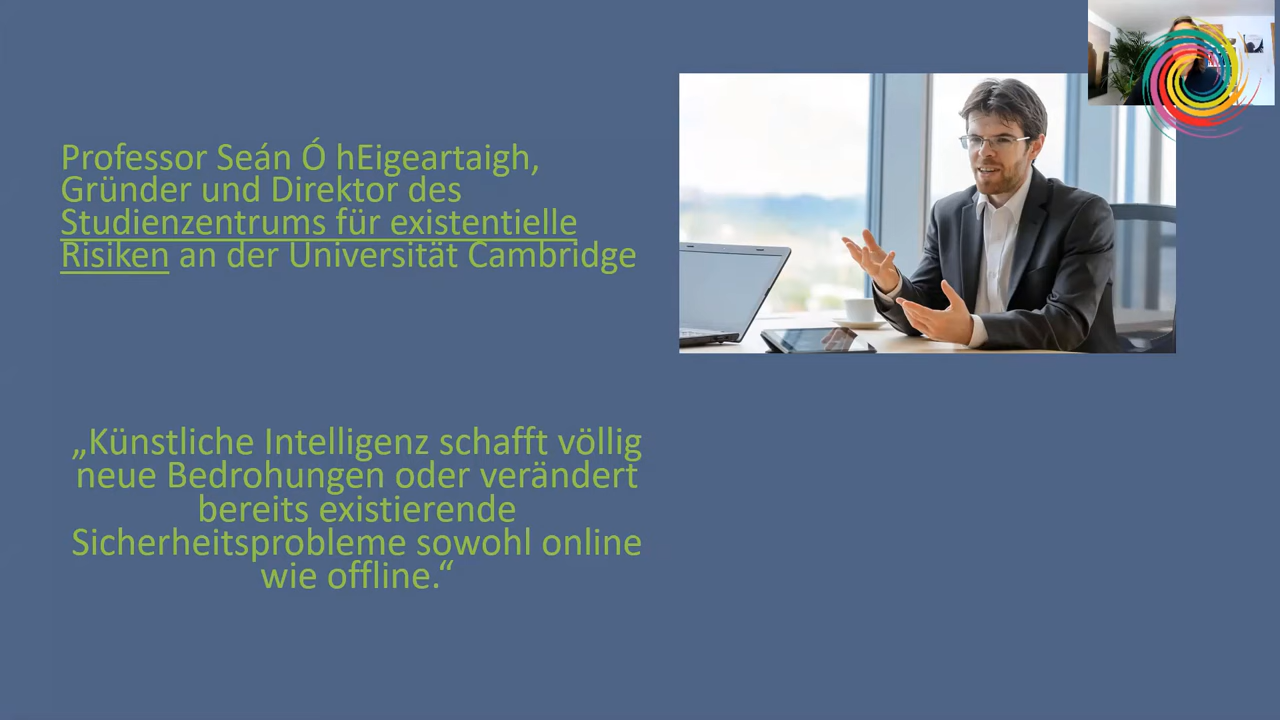 Professor Seán Ó hEigeartaigh,
Gründer und Direktor des
Studienzentrums für existentielle
Risiken an der Universität Cambridge
„Künstliche Intelligenz schafft völlig
neue Bedrohungen oder verändert
bereits existierende
Sicherheitsprobleme sowohl online
wie offline.“